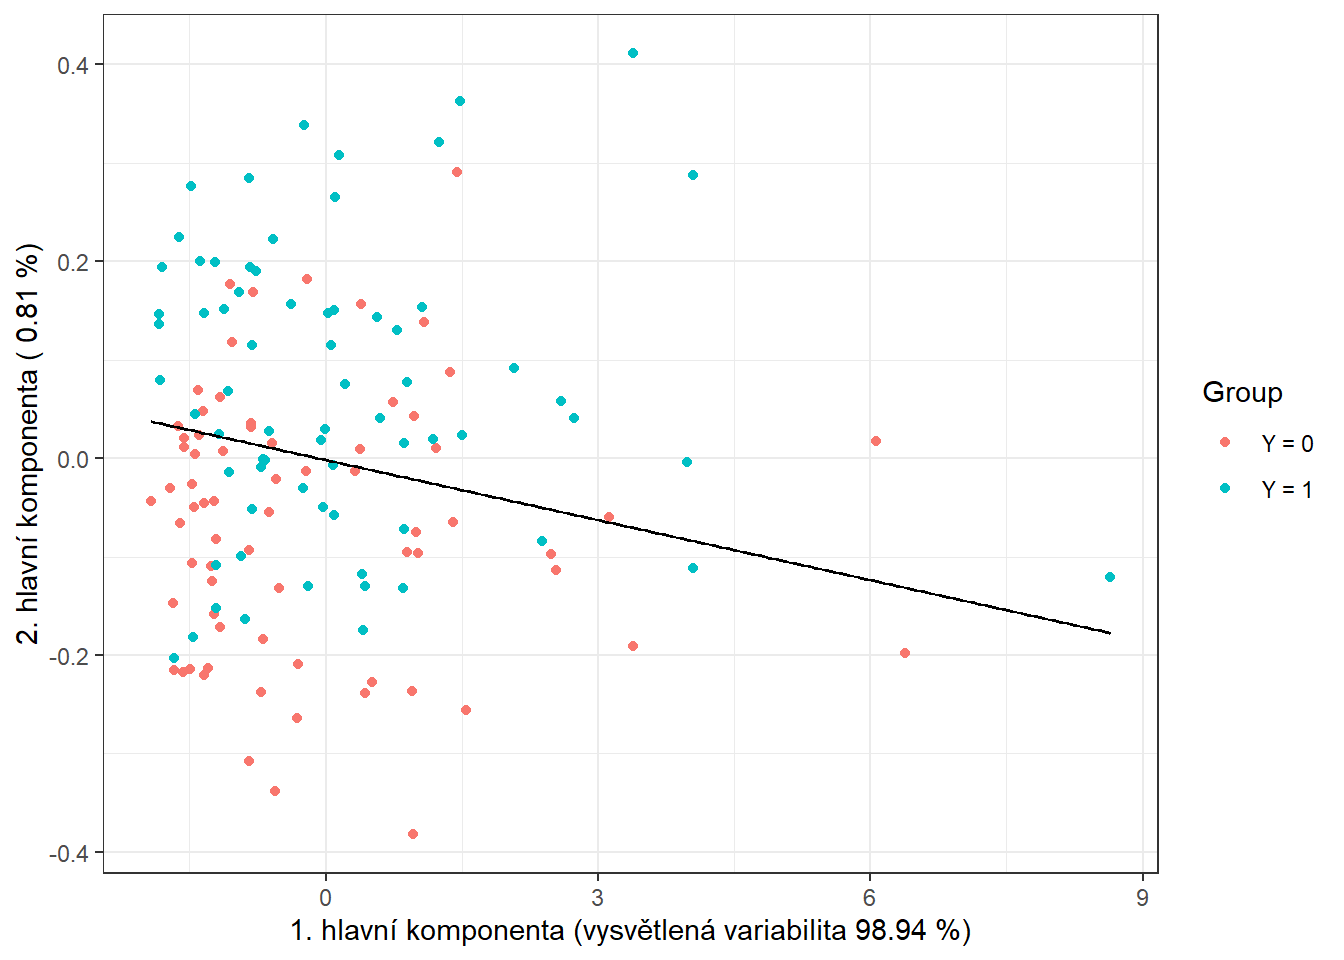 0.4
0.2
0.0
-0.2
-0.4
0
3
6
9
2. hlavní komponenta ( 0.81 %)
1. hlavní komponenta (vysvětlená variabilita 98.94 %)
Group
Y = 0
Y = 1